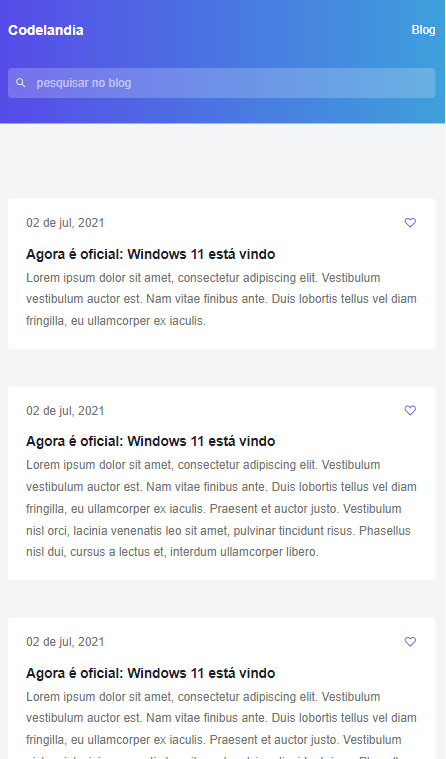 Codelandia
Blog
pesquisar no blog
02 de jul, 2021
Agora é oficial: Windows 11 está vindo
Lorem ipsum dolor sit amet, consectetur adipiscing elit. Vestibulum
vestibulum auctor est. Nam vitae finibus ante. Duis lobortis tellus vel diam
fringilla, eu ullamcorper ex iaculis.
02 de jul, 2021
Agora é oficial: Windows 11 está vindo
Lorem ipsum dolor sit amet, consectetur adipiscing elit. Vestibulum
vestibulum auctor est. Nam vitae finibus ante. Duis lobortis tellus vel diam
fringilla, eu ullamcorper ex iaculis. Praesent et auctor justo. Vestibulum
nisl orci, lacinia venenatis leo sit amet, pulvinar tincidunt risus. Phasellus
nisl dui, cursus a lectus et, interdum ullamcorper libero.
02 de jul, 2021
Agora é oficial: Windows 11 está vindo
Lorem ipsum dolor sit amet, consectetur adipiscing elit. Vestibulum
vestibulum auctor est. Nam vitae finibus ante. Duis lobortis tellus vel diam
fringilla, eu ullamcorper ex iaculis. Praesent et auctor justo. Vestibulum